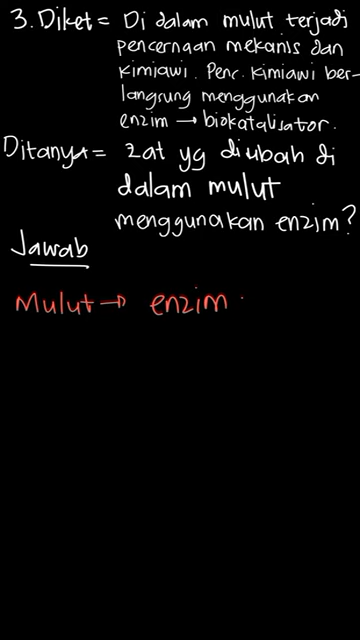 3. Diket = Di dalam mulut terjadi
pencernaan mekanis dan
kimiawi. Penc. kimiawi ber-
langsung menggunakan
enzim → biokatalisator.
Ditanya = zat yg diubah di
dalam mulut
menggunakan enzim?
Jawab
Mulut → enzim